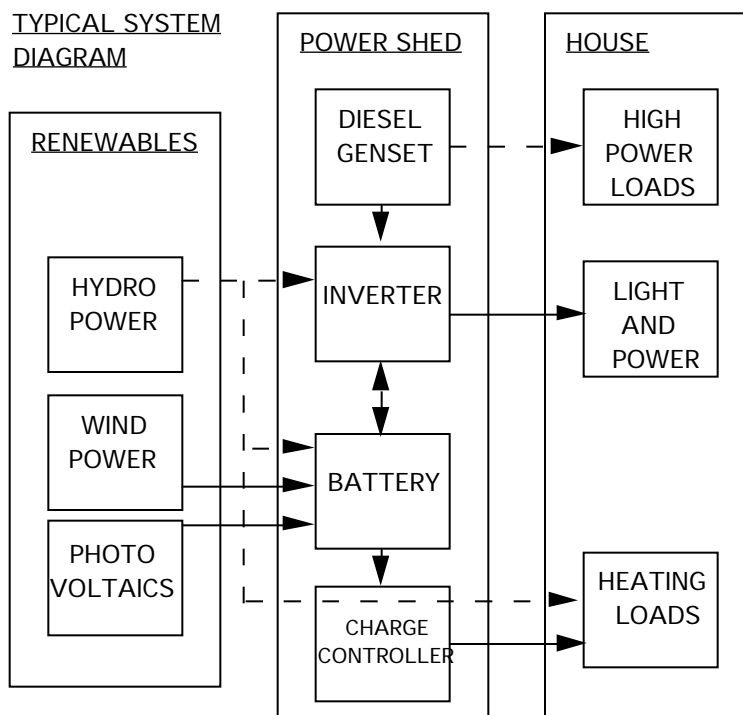 TYPICAL SYSTEM
DIAGRAM
RENEWABLES
HYDRO
POWER
WIND
POWER
PHOTO
VOLTAICS
POWER SHED
DIESEL
GENSET
INVERTER
BATTERY
CHARGE
CONTROLLER
HOUSE
HIGH
POWER
LOADS
LIGHT
AND
POWER
HEATING
LOADS